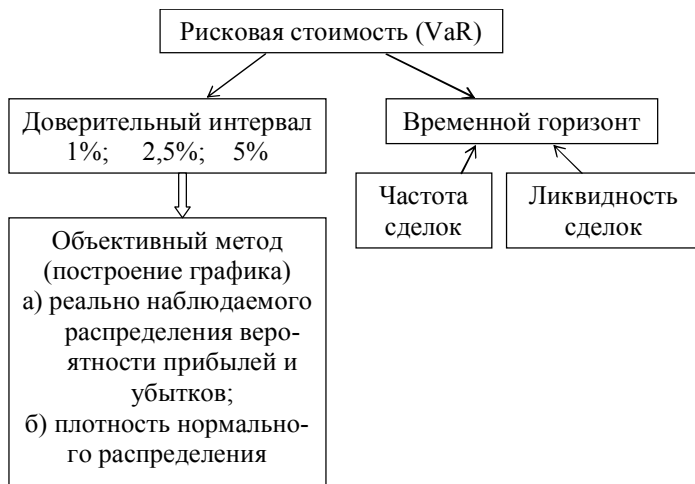 Рисковая стоимость (VaR)
Доверительный интервал
1%; 2,5%; 5%
Временной горизонт
Частота
сделок
Ликвидность
сделок
Объективный метод
(построение графика)
а) реально наблюдаемого
распределения веро-
ятности прибылей и
убытков;
б) плотность нормально-
го распределения